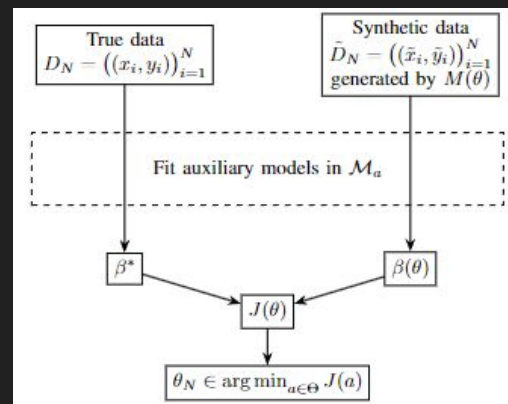 True data
D_N = ((x_i, y_i))_{i=1}^N
Synthetic data
D̃_N = ((x̃_i, ỹ_i))_{i=1}^N
generated by M(θ)
Fit auxiliary models in ℳ_a
β*
β(θ)
J(θ)
θ_N ∈ arg min_{a∈Θ} J(a)